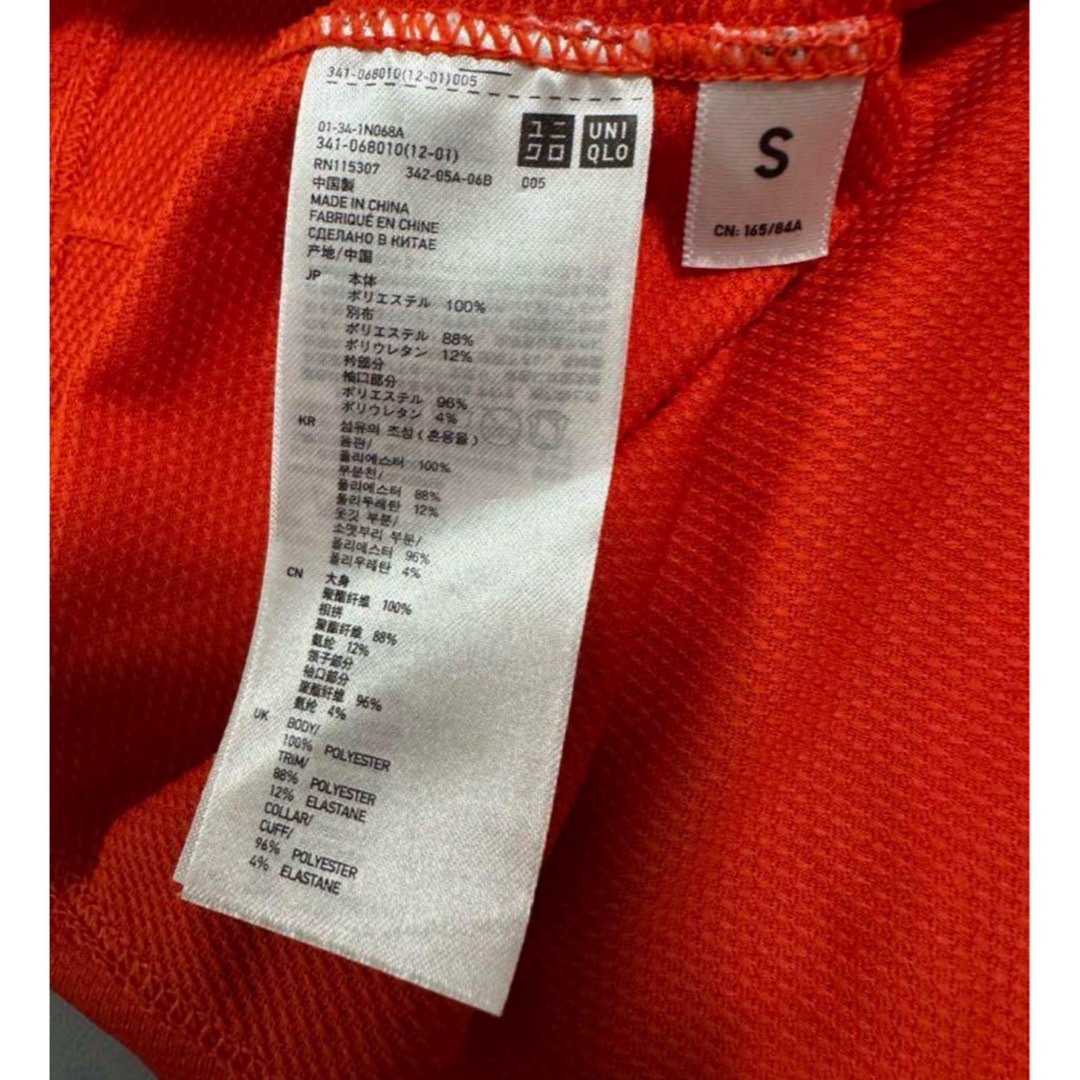 341-068010(12-01)005
01-34-1N068A
341-068010(12-01)
RN115307 342-05A-06B 005
ユニクロ
UNIQLO
中国製
MADE IN CHINA
FABRIQUÉ EN CHINE
СДЕЛАНО В КИТАЕ
产地/中国
JP 本体
ポリエステル 100%
別布
ポリエステル 88%
ポリウレタン 12%
衿部分
袖口部分
ポリエステル 96%
ポリウレタン 4%
KR 섬유의 조성(혼용율)
몸판/
폴리에스터 100%
부분천/
폴리에스터 88%
폴리우레탄 12%
옷깃 부분/
소맷부리 부분/
폴리에스터 96%
폴리우레탄 4%
CN 大身
聚酯纤维 100%
相拼
聚酯纤维 88%
氨纶 12%
领子部分
袖口部分
聚酯纤维 96%
氨纶 4%
UK BODY/
100% POLYESTER
TRIM/
88% POLYESTER
12% ELASTANE
COLLAR/
CUFF/
96% POLYESTER
4% ELASTANE
S
CN: 165/84A